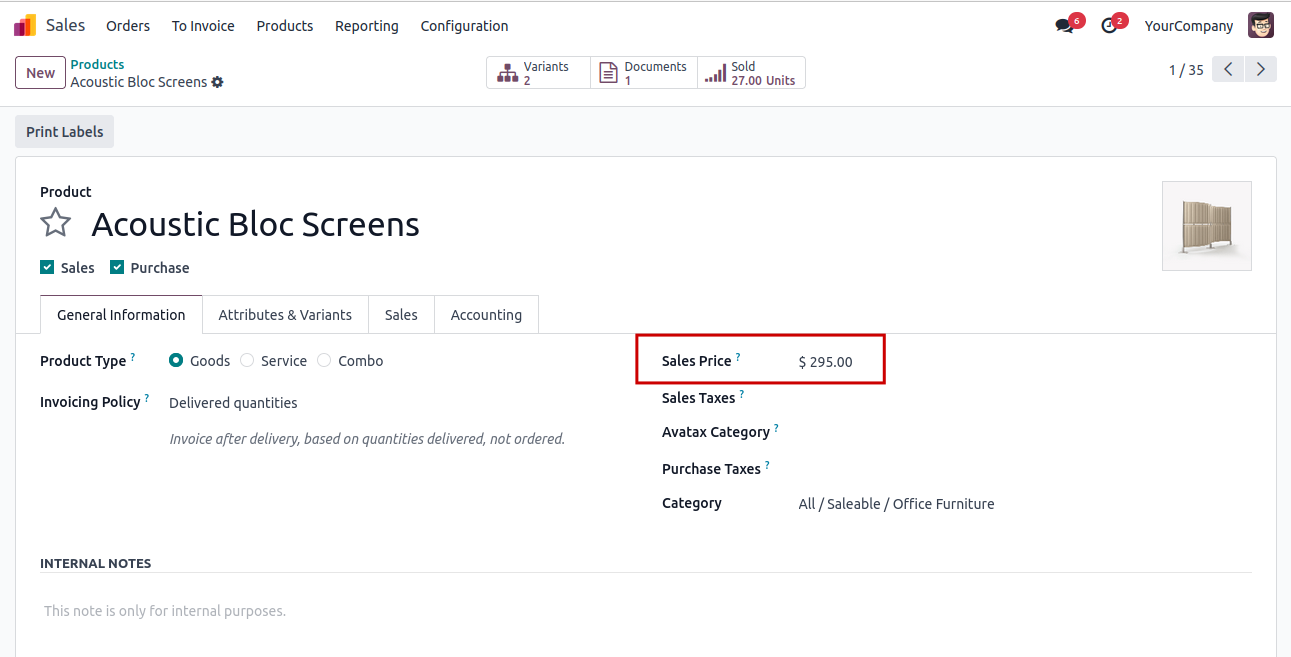 Sales Orders To Invoice Products Reporting Configuration 6 2 YourCompany
New Products Acoustic Bloc Screens
Variants 2 Documents 1 Sold 27.00 Units 1 / 35
Print Labels
Product
Acoustic Bloc Screens
Sales Purchase
General Information Attributes & Variants Sales Accounting
Product Type ? Goods Service Combo
Invoicing Policy ? Delivered quantities
Invoice after delivery, based on quantities delivered, not ordered.
Sales Price ? $ 295.00
Sales Taxes ?
Avatax Category ?
Purchase Taxes ?
Category All / Saleable / Office Furniture
INTERNAL NOTES
This note is only for internal purposes.